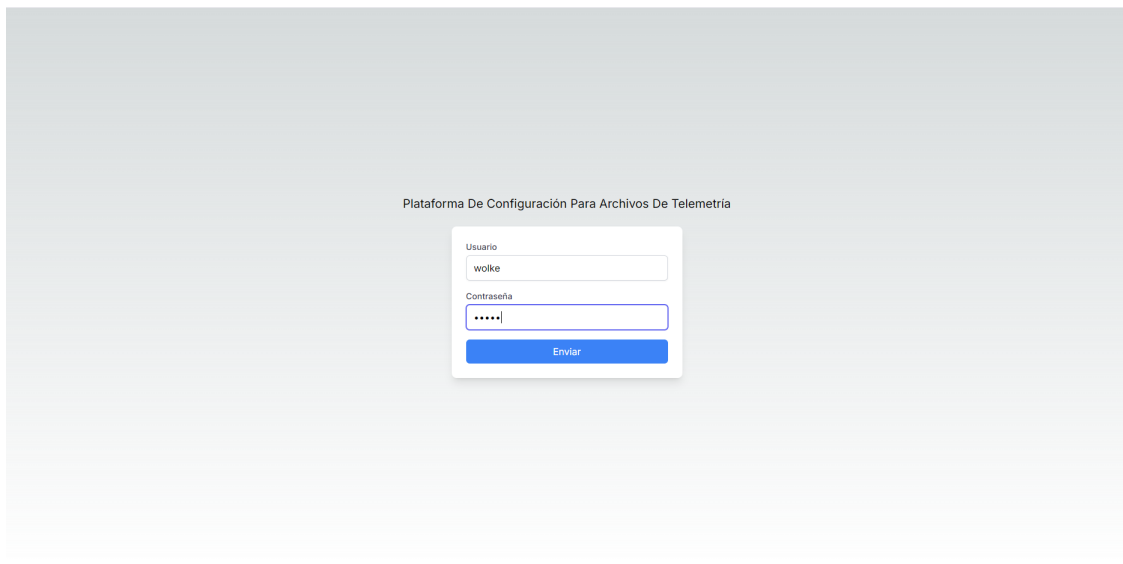 Plataforma De Configuración Para Archivos De Telemetría
Usuario
wolke
Contraseña
•••••
Enviar